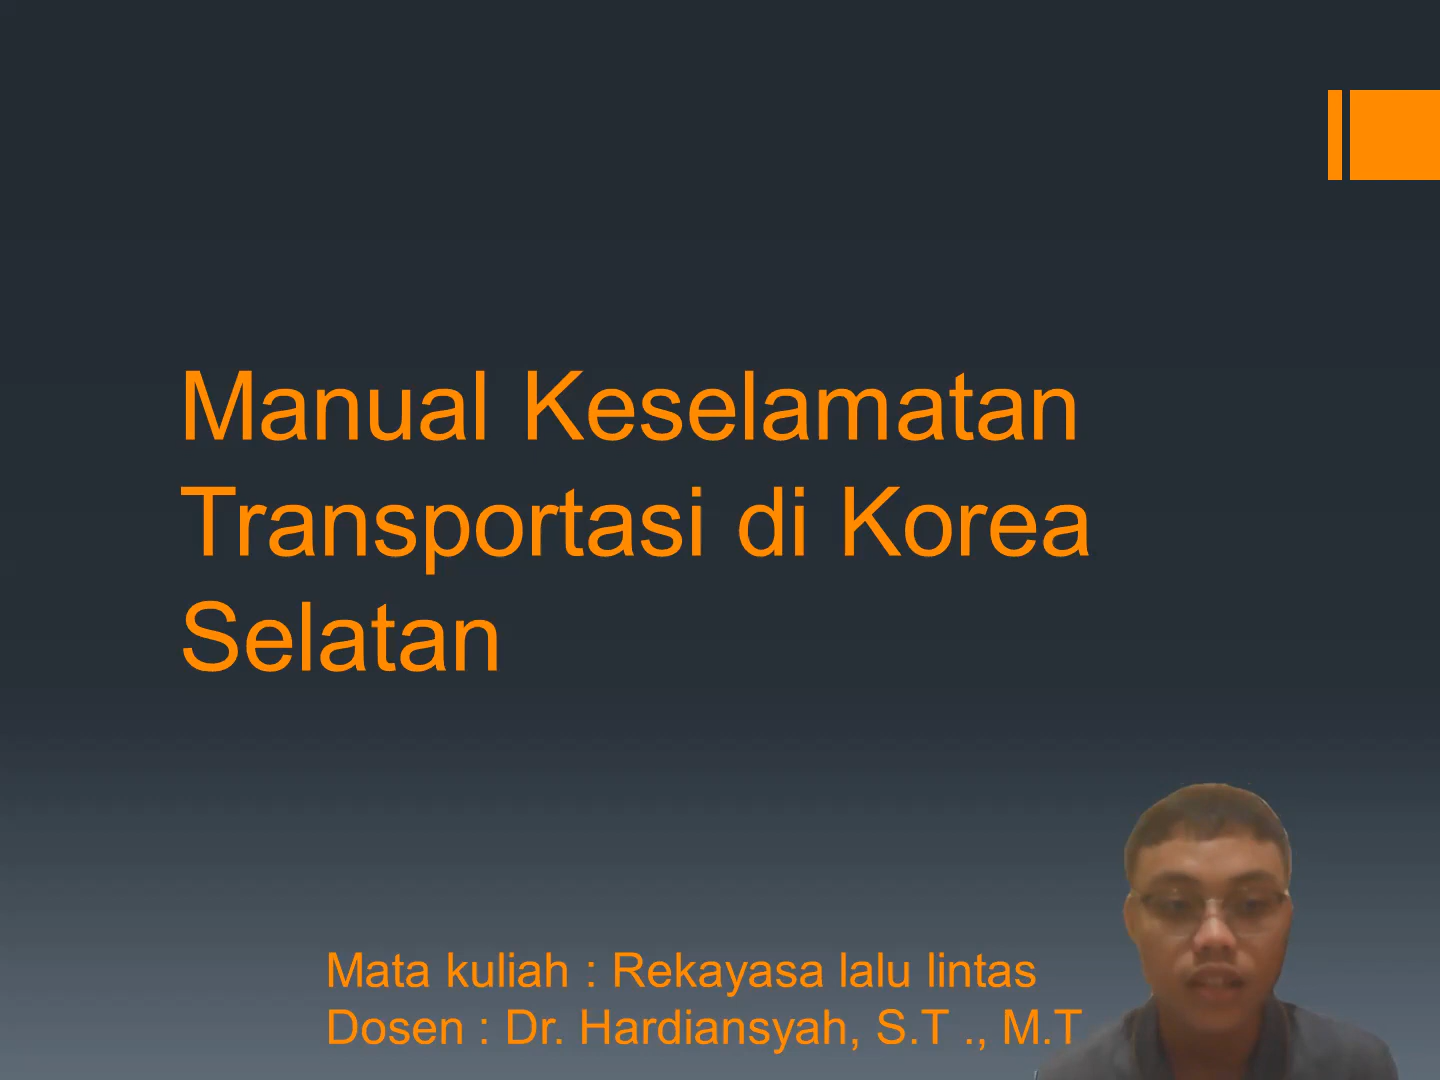 Manual Keselamatan
Transportasi di Korea
Selatan
Mata kuliah : Rekayasa lalu lintas
Dosen : Dr. Hardiansyah, S.T ., M.T